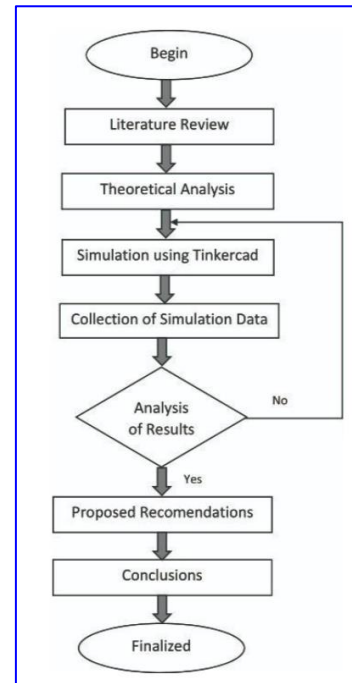 Begin
Literature Review
Theoretical Analysis
Simulation using Tinkercad
Collection of Simulation Data
Analysis
of Results
No
Yes
Proposed Recomendations
Conclusions
Finalized